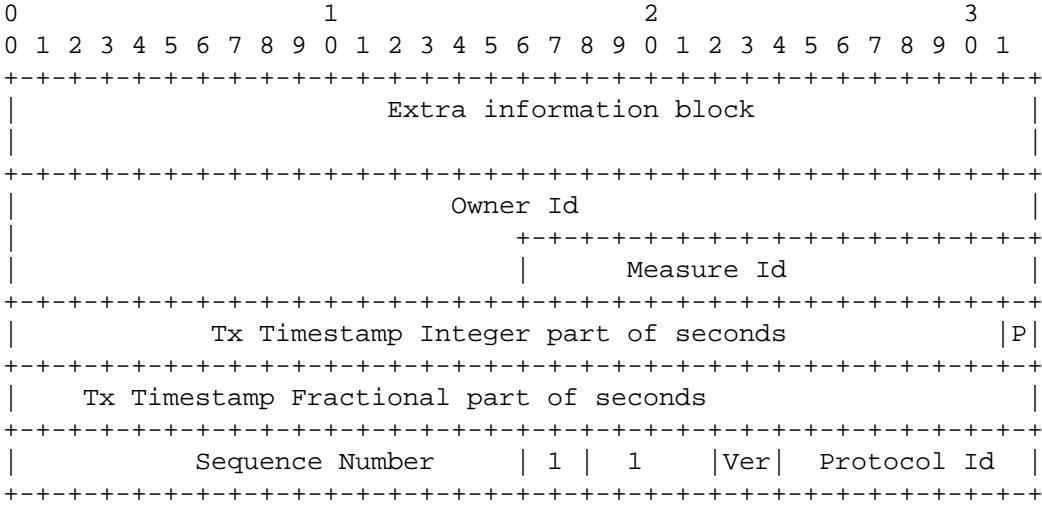 0                   1                   2                   3
0 1 2 3 4 5 6 7 8 9 0 1 2 3 4 5 6 7 8 9 0 1 2 3 4 5 6 7 8 9 0 1
+-+-+-+-+-+-+-+-+-+-+-+-+-+-+-+-+-+-+-+-+-+-+-+-+-+-+-+-+-+-+-+-+
|                       Extra information block                 |
|                                                               |
+-+-+-+-+-+-+-+-+-+-+-+-+-+-+-+-+-+-+-+-+-+-+-+-+-+-+-+-+-+-+-+-+
|                           Owner Id                            |
|                               +-+-+-+-+-+-+-+-+-+-+-+-+-+-+-+-+
|                               |      Measure Id               |
+-+-+-+-+-+-+-+-+-+-+-+-+-+-+-+-+-+-+-+-+-+-+-+-+-+-+-+-+-+-+-+-+
|            Tx Timestamp Integer part of seconds             |P|
+-+-+-+-+-+-+-+-+-+-+-+-+-+-+-+-+-+-+-+-+-+-+-+-+-+-+-+-+-+-+-+-+
|    Tx Timestamp Fractional part of seconds                    |
+-+-+-+-+-+-+-+-+-+-+-+-+-+-+-+-+-+-+-+-+-+-+-+-+-+-+-+-+-+-+-+-+
|           Sequence Number     | 1 |  1    |Ver|  Protocol Id  |
+-+-+-+-+-+-+-+-+-+-+-+-+-+-+-+-+-+-+-+-+-+-+-+-+-+-+-+-+-+-+-+-+